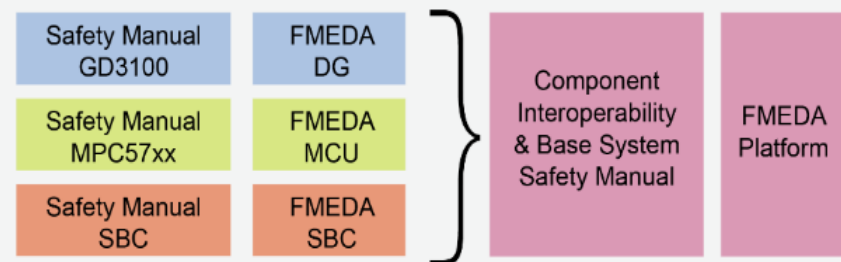 Safety Manual
GD3100
FMEDA
DG
Safety Manual
MPC57xx
FMEDA
MCU
Safety Manual
SBC
FMEDA
SBC
Component
Interoperability
& Base System
Safety Manual
FMEDA
Platform